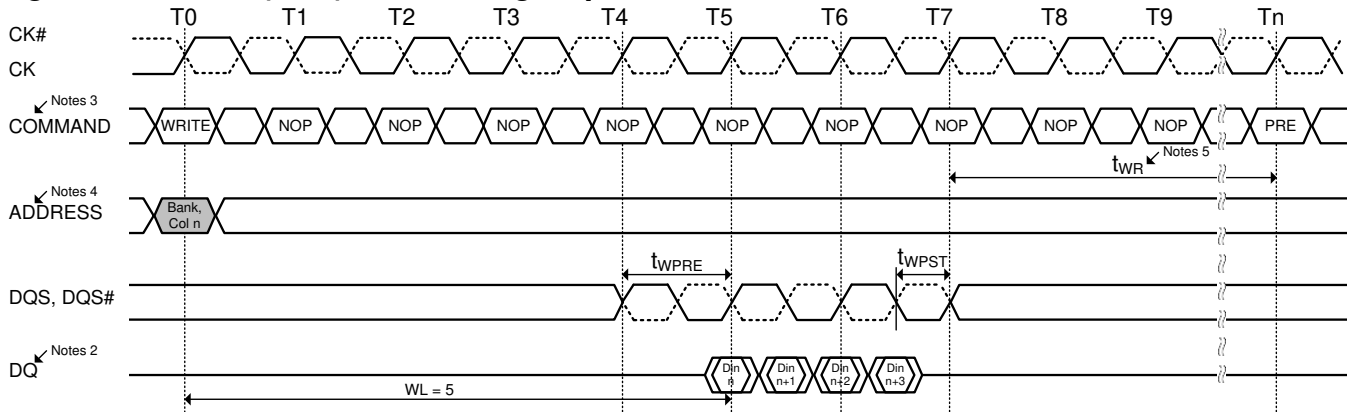 T0 T1 T2 T3 T4 T5 T6 T7 T8 T9 Tn
CK#
CK
Notes 3
COMMAND WRITE NOP NOP NOP NOP NOP NOP NOP NOP NOP PRE
tWR Notes 5
Notes 4
ADDRESS Bank,
Col n
tWPRE tWPST
DQS, DQS#
Notes 2
DQ Din Din Din Din
n n+1 n+2 n+3
WL = 5